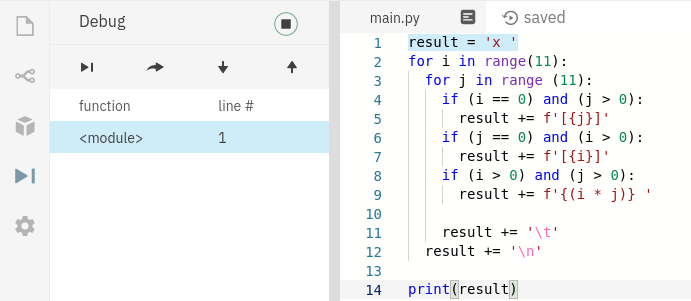 Debug
function line #
<module> 1
main.py saved
1 result = 'x '
2 for i in range(11):
3   for j in range (11):
4     if (i == 0) and (j > 0):
5       result += f'[{j}]'
6     if (j == 0) and (i > 0):
7       result += f'[{i}]'
8     if (i > 0) and (j > 0):
9       result += f'{(i * j)} '
10
11     result += '\t'
12   result += '\n'
13
14 print(result)